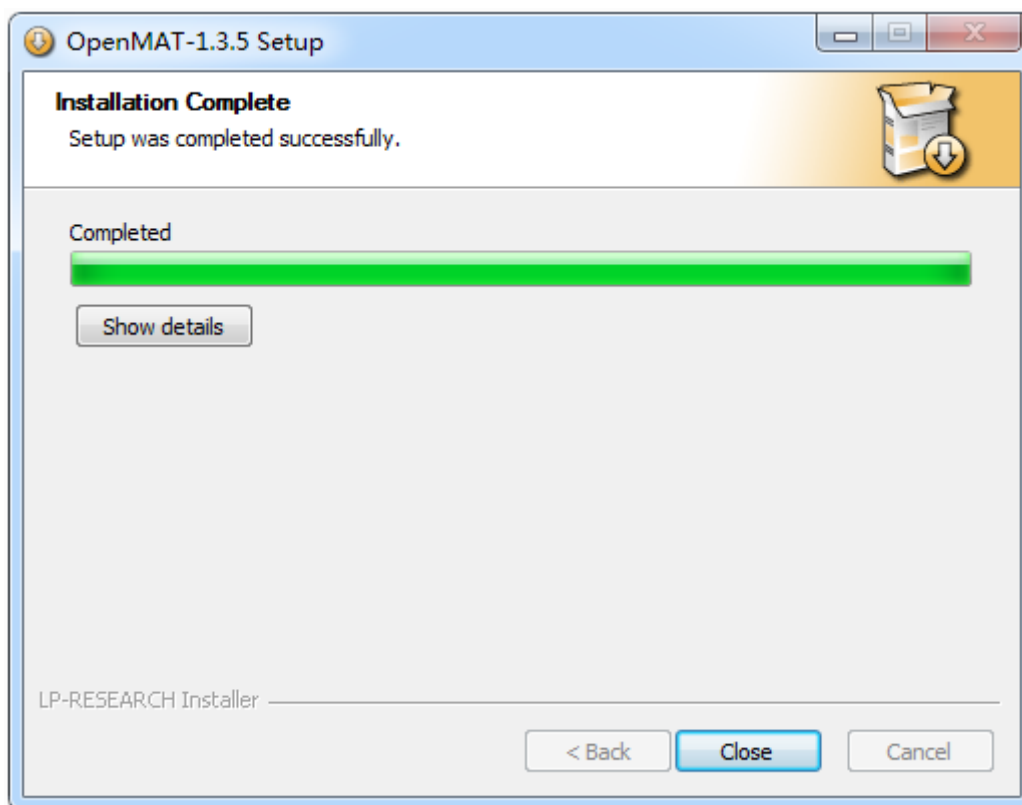 OpenMAT-1.3.5 Setup
Installation Complete
Setup was completed successfully.
Completed
Show details
LP-RESEARCH Installer
< Back Close Cancel